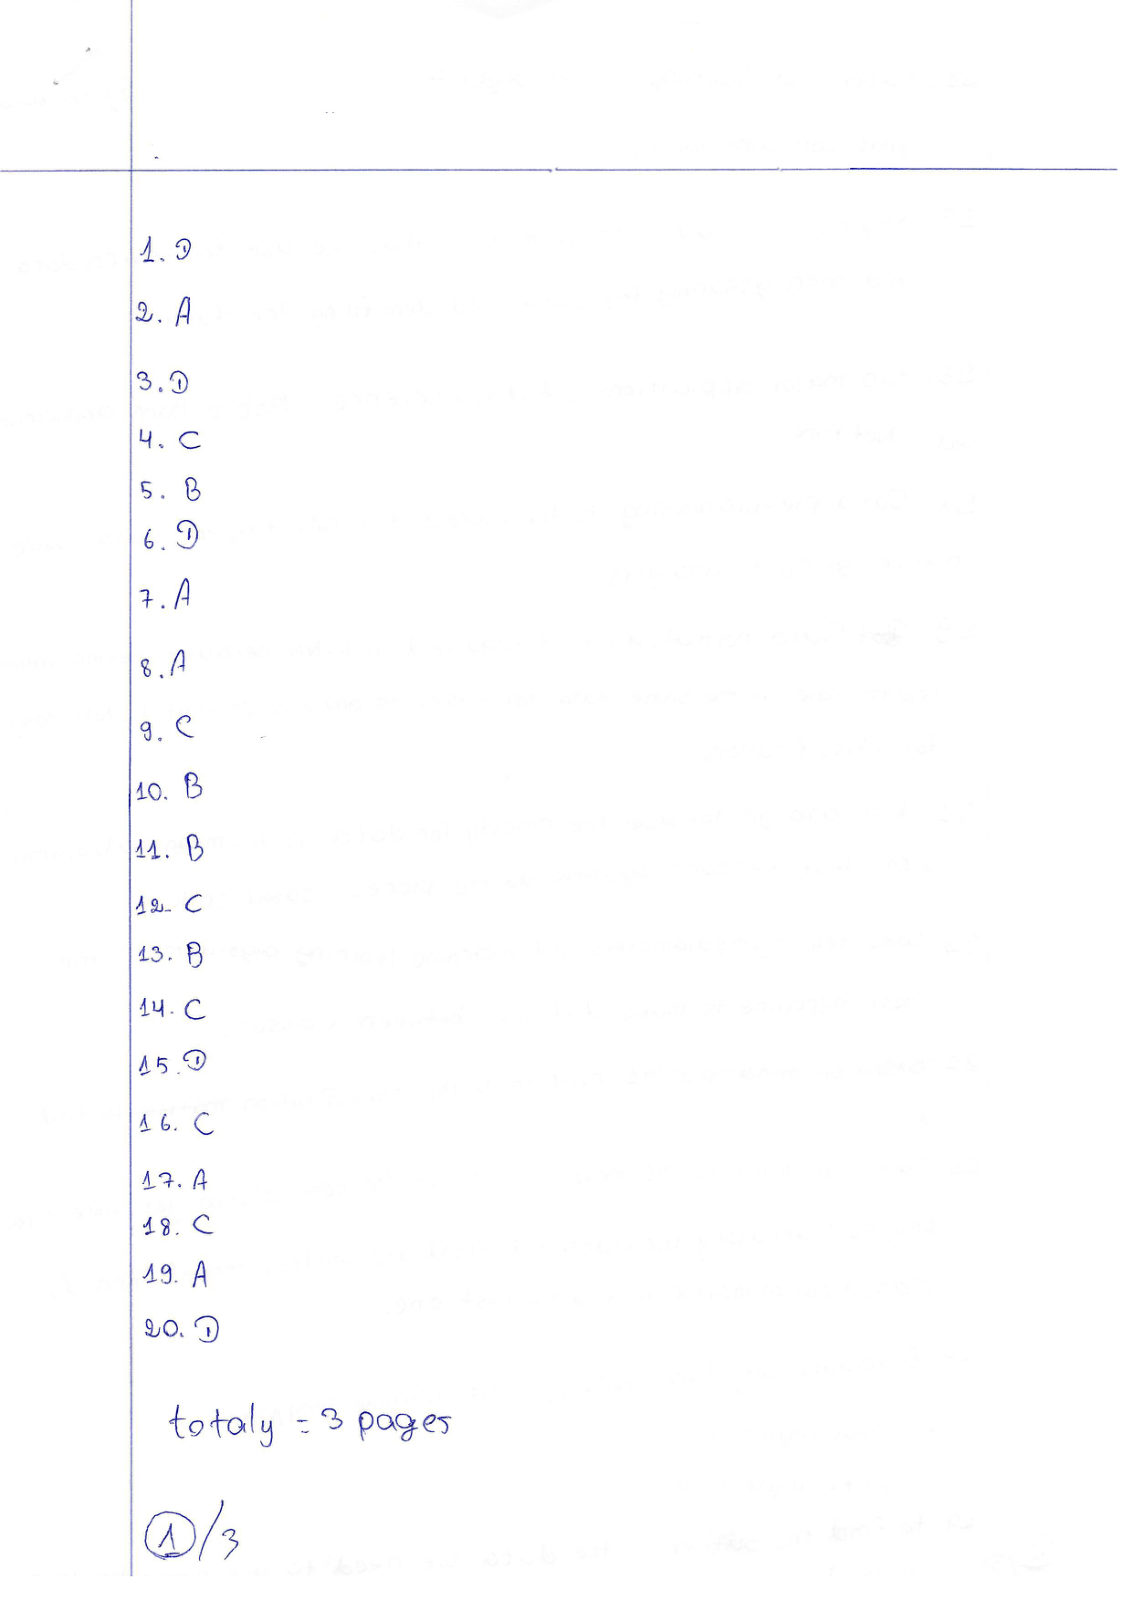 1. D
2. A
3. D
4. C
5. B
6. D
7. A
8. A
9. C
10. B
11. B
12. C
13. B
14. C
15. D
16. C
17. A
18. C
19. A
20. D
totaly = 3 pages
1/3